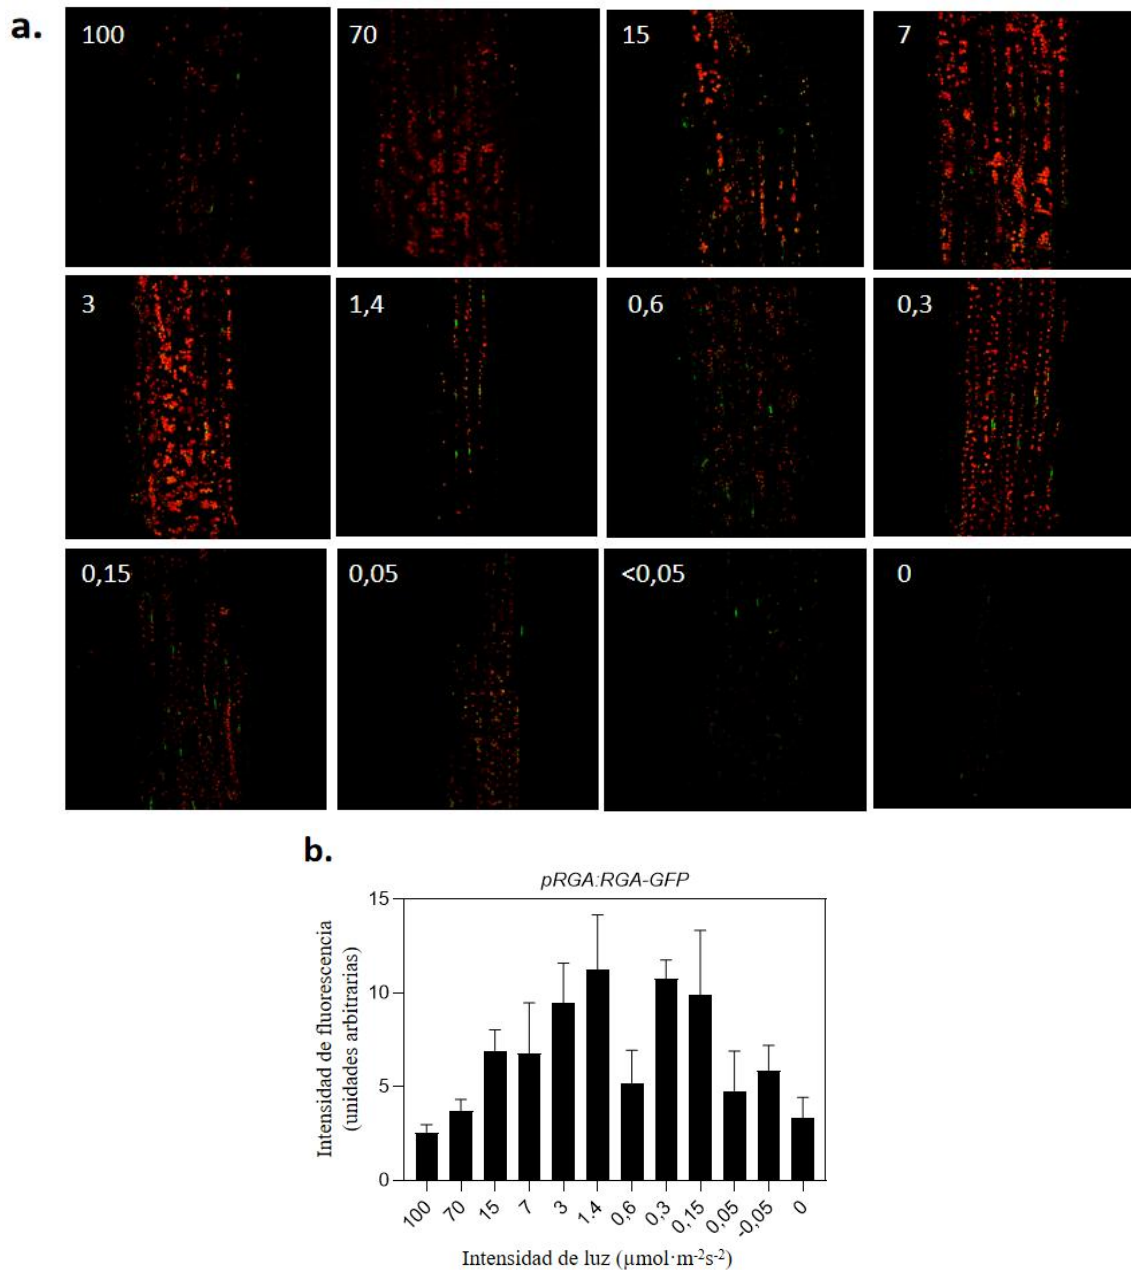 a.
100 70 15 7
3 1,4 0,6 0,3
0,15 0,05 <0,05 0
b.
pRGA:RGA-GFP
Intensidad de fluorescencia
(unidades arbitrarias)
15
10
5
0
100 70 15 7 3 1.4 0,6 0,3 0,15 0,05 -0,05 0
Intensidad de luz (µmol·m-2s-2)